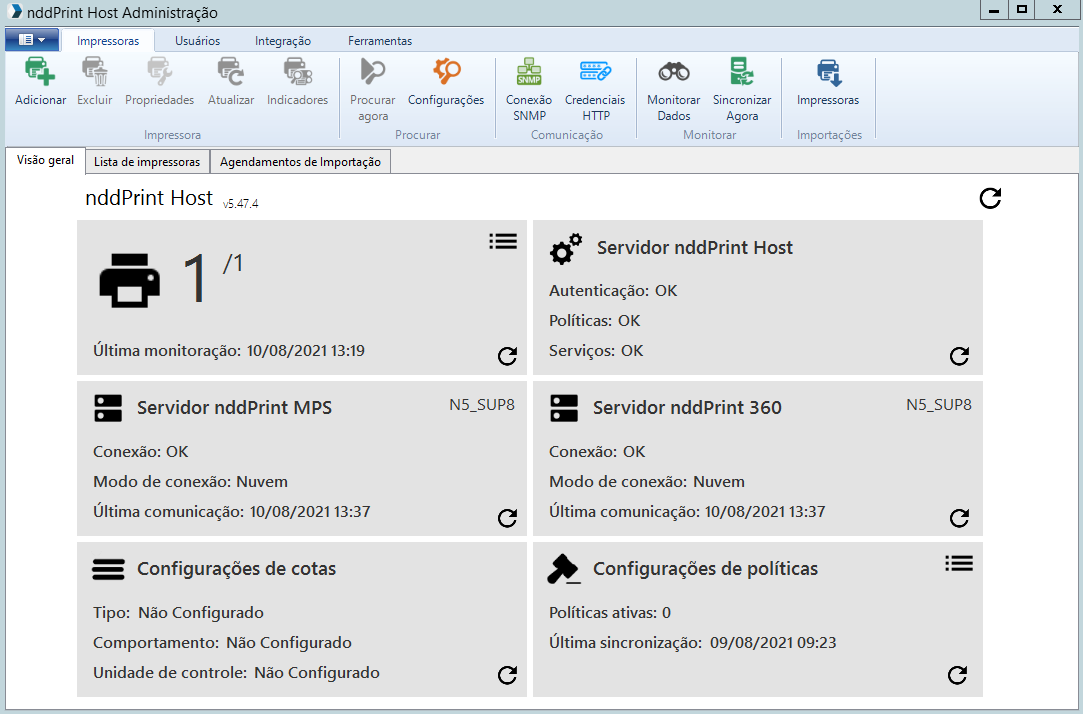 nddPrint Host Administração
Impressoras Usuários Integração Ferramentas
Adicionar Excluir Propriedades Atualizar Indicadores
Impressora
Procurar agora Configurações
Procurar
SNMP
Conexão SNMP Credenciais HTTP
Comunicação
Monitorar Dados Sincronizar Agora
Monitorar
Impressoras
Importações
Visão geral Lista de impressoras Agendamentos de Importação
nddPrint Host v5.47.4
1 /1
Última monitoração: 10/08/2021 13:19
Servidor nddPrint Host
Autenticação: OK
Políticas: OK
Serviços: OK
Servidor nddPrint MPS N5_SUP8
Conexão: OK
Modo de conexão: Nuvem
Última comunicação: 10/08/2021 13:37
Servidor nddPrint 360 N5_SUP8
Conexão: OK
Modo de conexão: Nuvem
Última comunicação: 10/08/2021 13:37
Configurações de cotas
Tipo: Não Configurado
Comportamento: Não Configurado
Unidade de controle: Não Configurado
Configurações de políticas
Políticas ativas: 0
Última sincronização: 09/08/2021 09:23